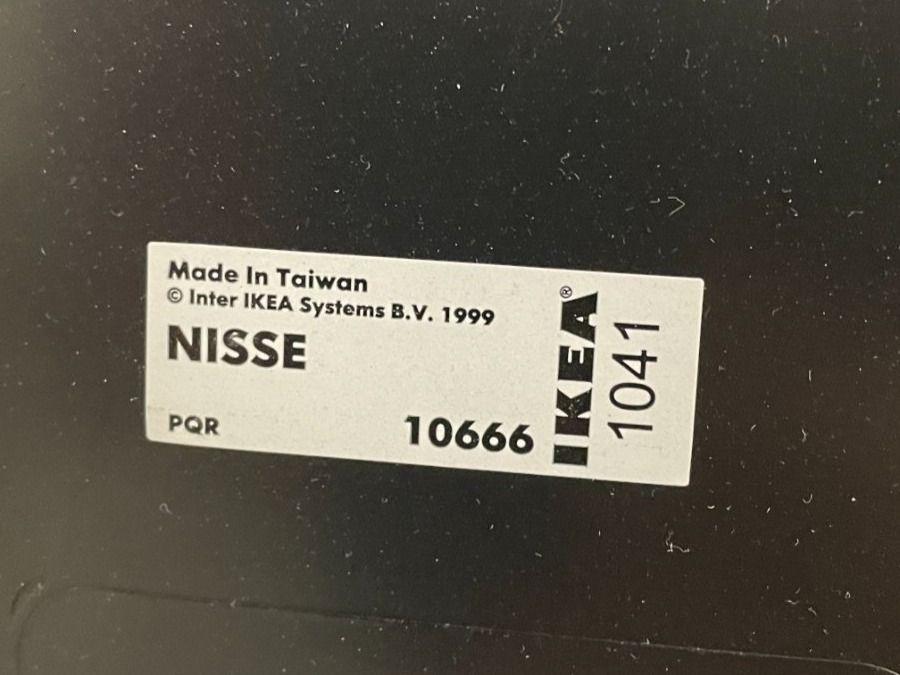 Made In Taiwan
© Inter IKEA Systems B.V. 1999
NISSE
PQR
10666
IKEA®
1041